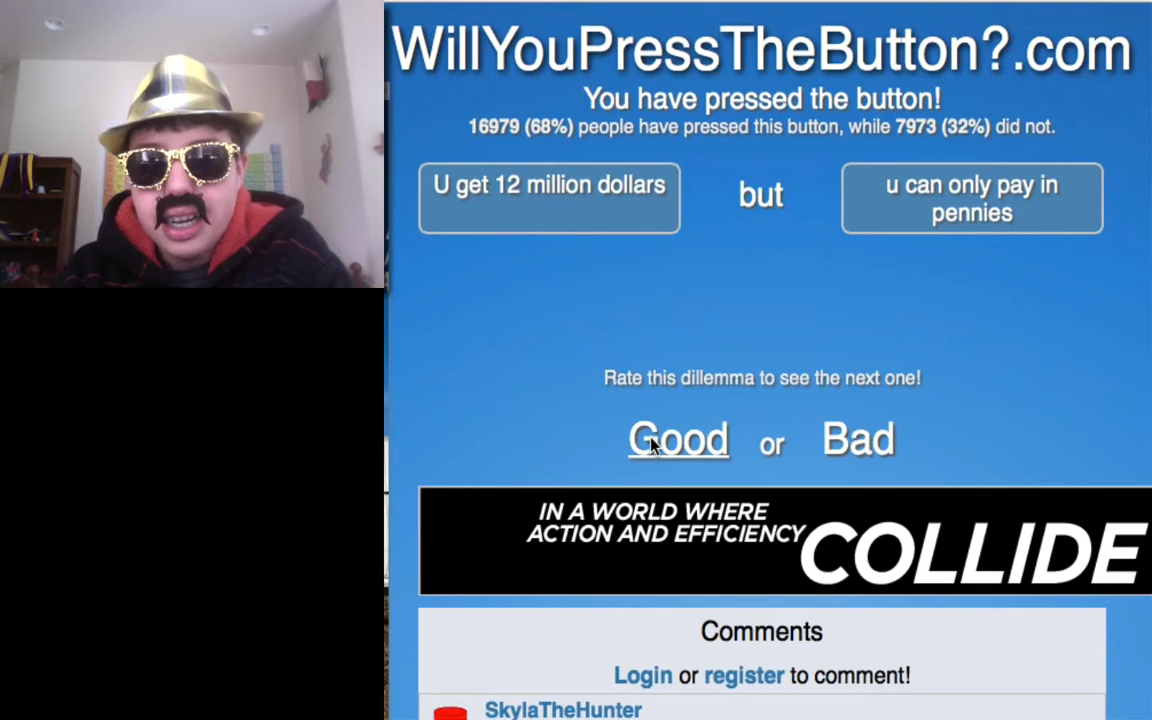 WillYouPressTheButton?.com
You have pressed the button!
16979 (68%) people have pressed this button, while 7973 (32%) did not.
U get 12 million dollars
but
u can only pay in
pennies
Rate this dillemma to see the next one!
Good or Bad
IN A WORLD WHERE
ACTION AND EFFICIENCY
COLLIDE
Comments
Login or register to comment!
SkylaTheHunter